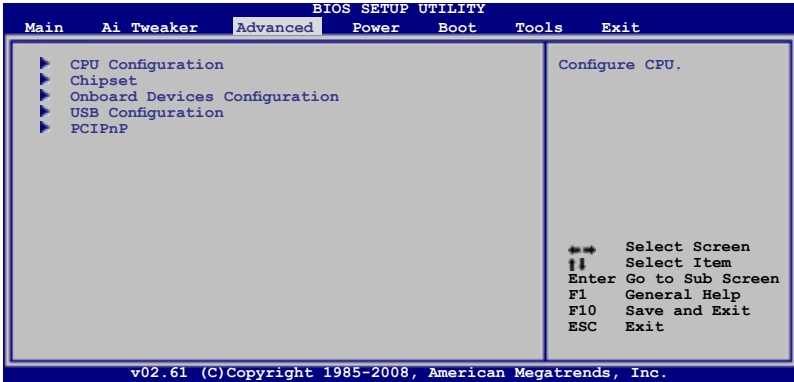 BIOS SETUP UTILITY
Main Ai Tweaker Advanced Power Boot Tools Exit
CPU Configuration
Chipset
Onboard Devices Configuration
USB Configuration
PCIPnP
Configure CPU.
Select Screen
Select Item
Enter Go to Sub Screen
F1 General Help
F10 Save and Exit
ESC Exit
v02.61 (C)Copyright 1985-2008, American Megatrends, Inc.